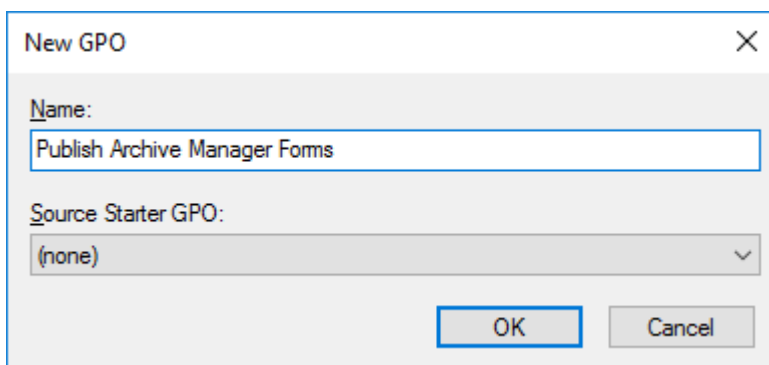 New GPO
Name:
Publish Archive Manager Forms
Source Starter GPO:
(none)
OK Cancel